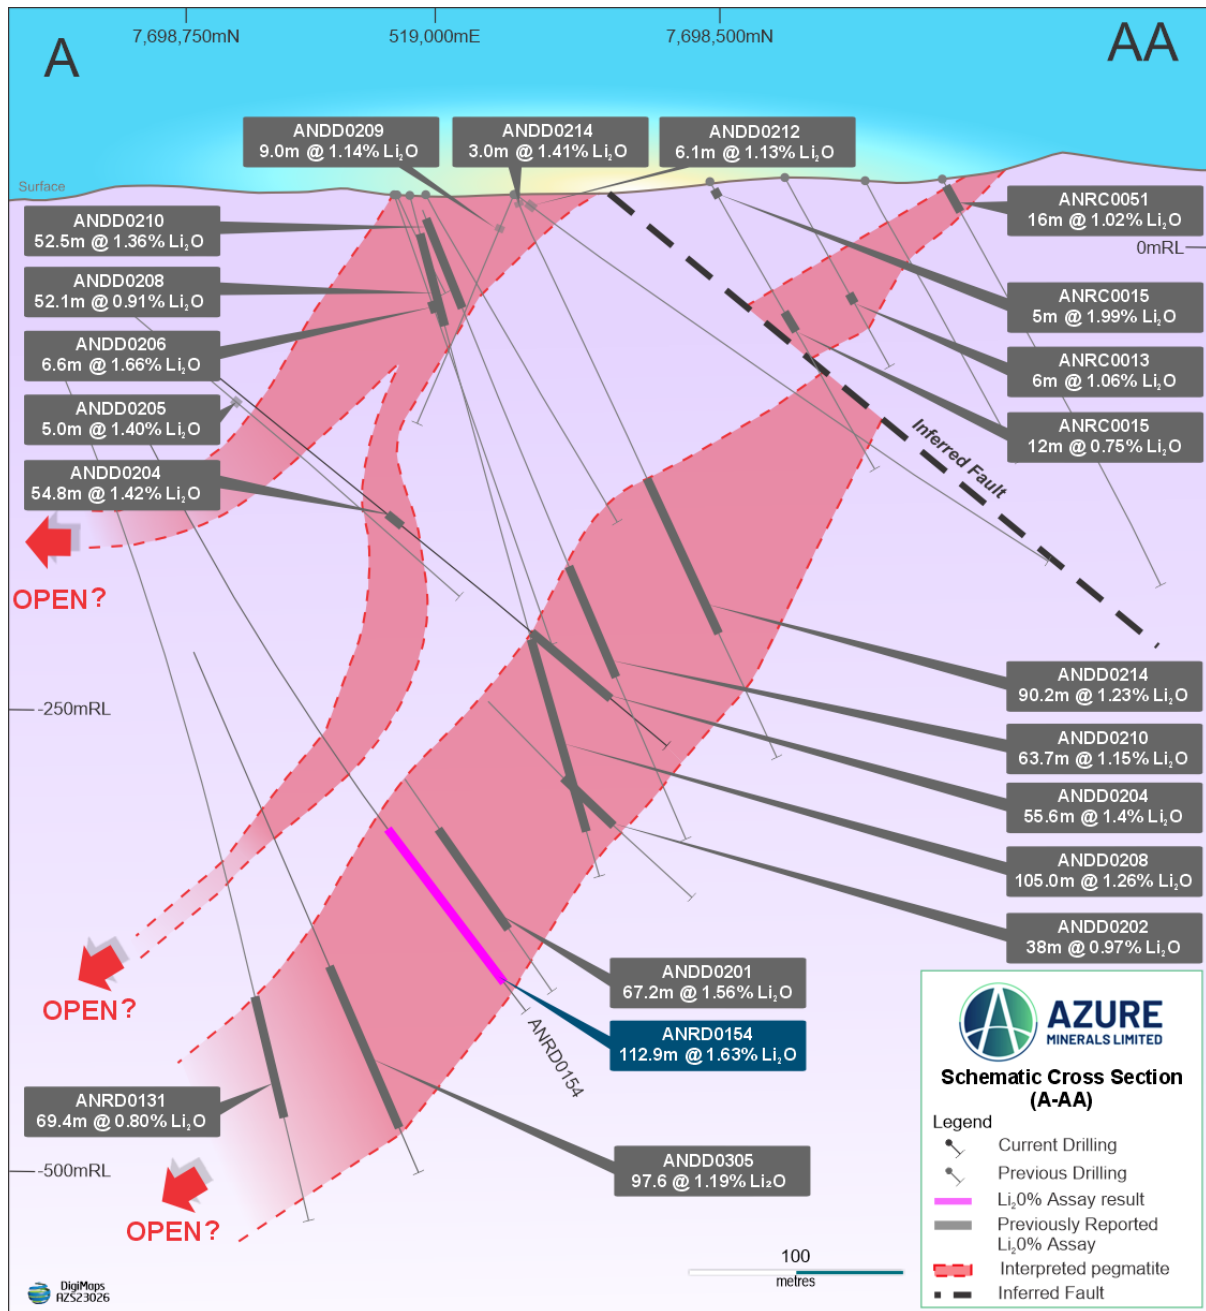 7,698,750mN
519,000mE
7,698,500mN
A
AA
Surface
ANDD0209
9.0m @ 1.14% Li₂O
ANDD0214
3.0m @ 1.41% Li₂O
ANDD0212
6.1m @ 1.13% Li₂O
ANDD0210
52.5m @ 1.36% Li₂O
ANDD0208
52.1m @ 0.91% Li₂O
ANDD0206
6.6m @ 1.66% Li₂O
ANDD0205
5.0m @ 1.40% Li₂O
ANDD0204
54.8m @ 1.42% Li₂O
ANRC0051
16m @ 1.02% Li₂O
0mRL
ANRC0015
5m @ 1.99% Li₂O
ANRC0013
6m @ 1.06% Li₂O
ANRC0015
12m @ 0.75% Li₂O
Inferred Fault
OPEN?
-250mRL
ANDD0214
90.2m @ 1.23% Li₂O
ANDD0210
63.7m @ 1.15% Li₂O
ANDD0204
55.6m @ 1.4% Li₂O
ANDD0208
105.0m @ 1.26% Li₂O
ANDD0202
38m @ 0.97% Li₂O
OPEN?
ANDD0201
67.2m @ 1.56% Li₂O
ANRD0154
112.9m @ 1.63% Li₂O
ANRD0154
ANRD0131
69.4m @ 0.80% Li₂O
ANDD0305
97.6 @ 1.19% Li₂O
-500mRL
OPEN?
100
metres
DigiMaps
AZS23026
AZURE
MINERALS LIMITED
Schematic Cross Section
(A-AA)
Legend
Current Drilling
Previous Drilling
Li₂0% Assay result
Previously Reported
Li₂0% Assay
Interpreted pegmatite
Inferred Fault